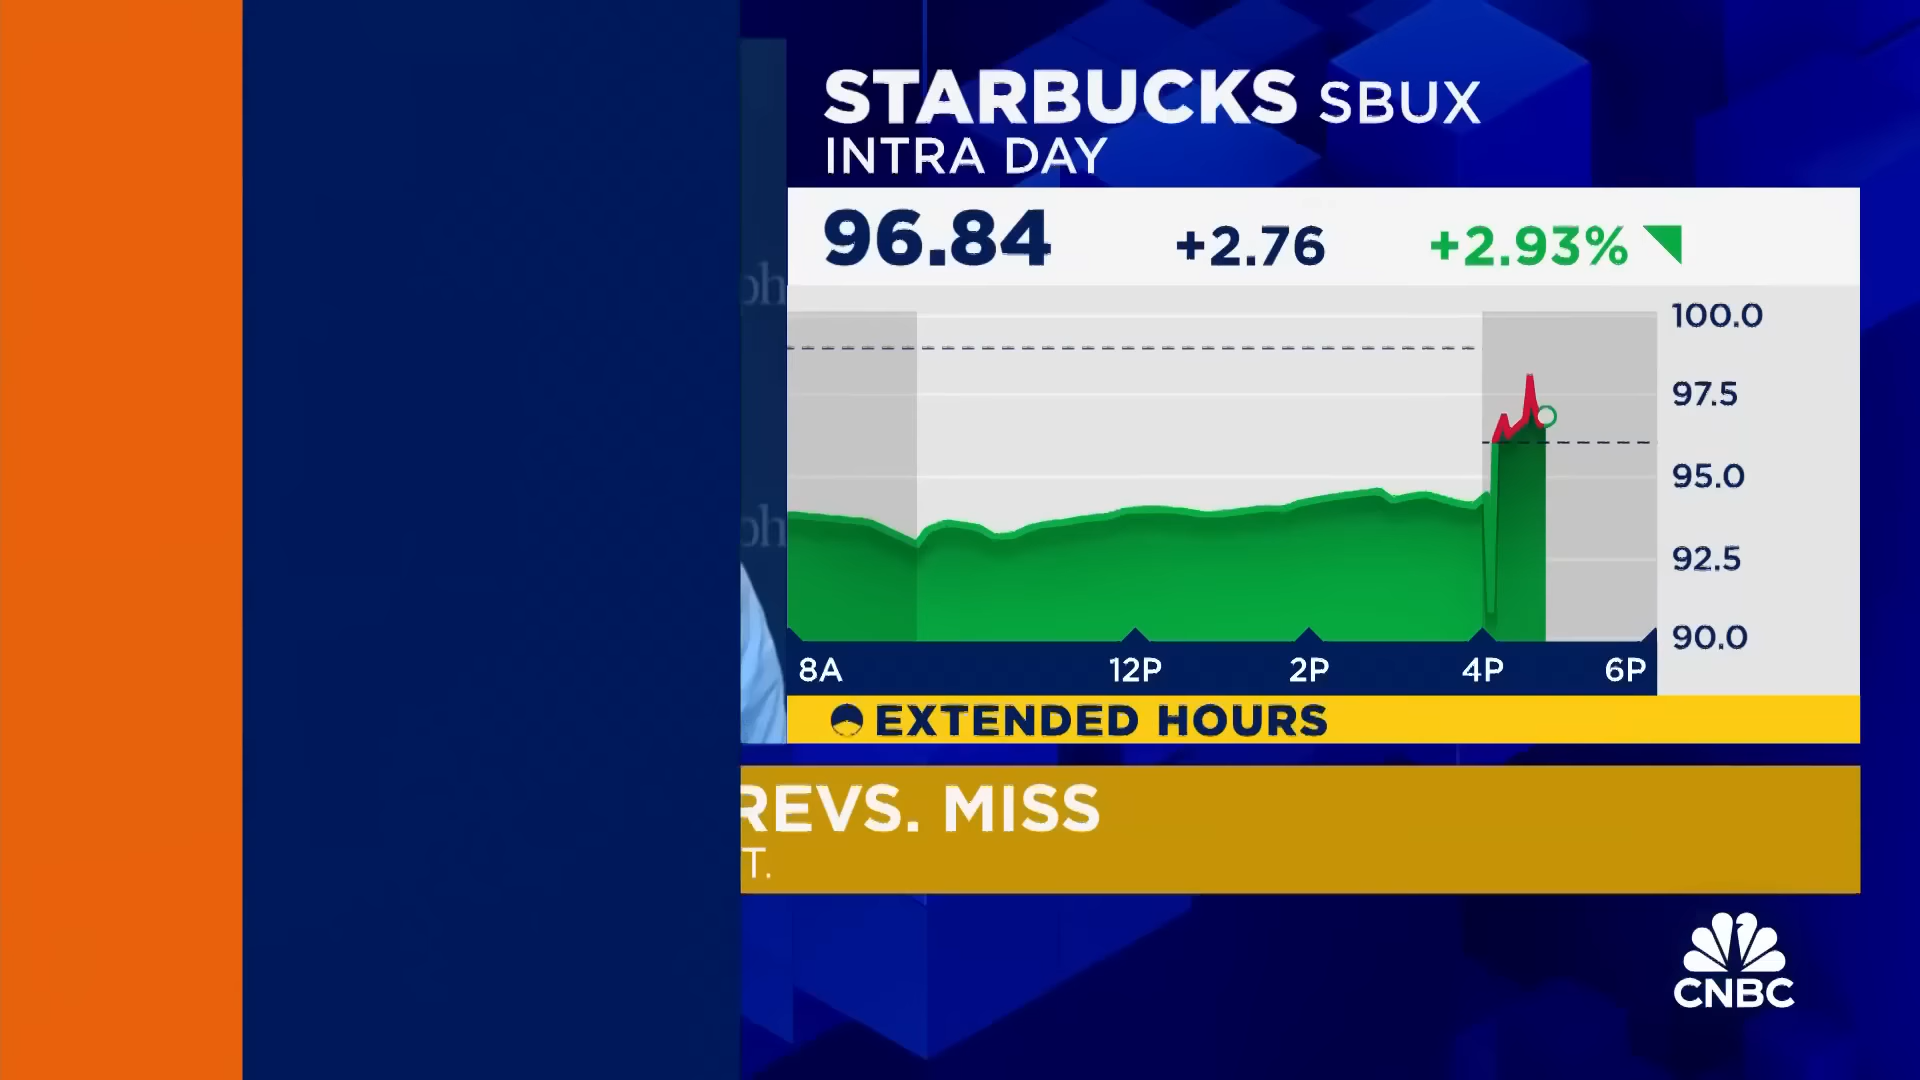 STARBUCKS SBUX
INTRA DAY
96.84 +2.76 +2.93%
100.0
97.5
95.0
92.5
90.0
8A 12P 2P 4P 6P
EXTENDED HOURS
REVS. MISS
T.
CNBC